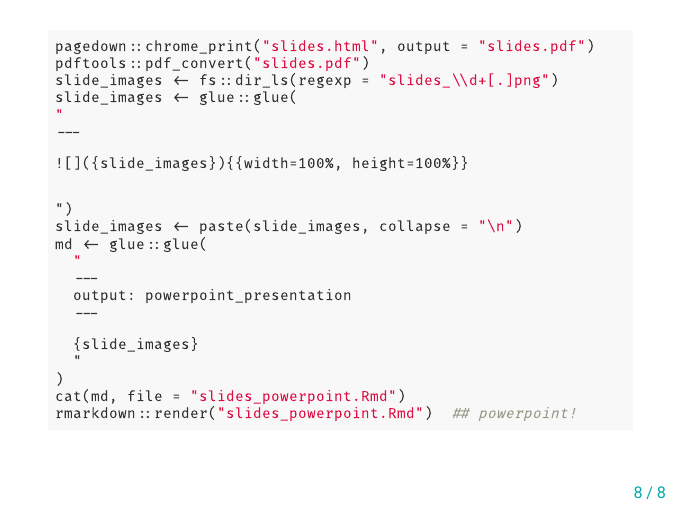 pagedown::chrome_print("slides.html", output = "slides.pdf")
pdftools::pdf_convert("slides.pdf")
slide_images <- fs::dir_ls(regexp = "slides_\\d+[.]png")
slide_images <- glue::glue(
"
---

![]({slide_images}){{width=100%, height=100%}}

")
slide_images <- paste(slide_images, collapse = "\n")
md <- glue::glue(
  "
  ---
  output: powerpoint_presentation
  ---

  {slide_images}
  "
)
cat(md, file = "slides_powerpoint.Rmd")
rmarkdown::render("slides_powerpoint.Rmd")  ## powerpoint!
8 / 8